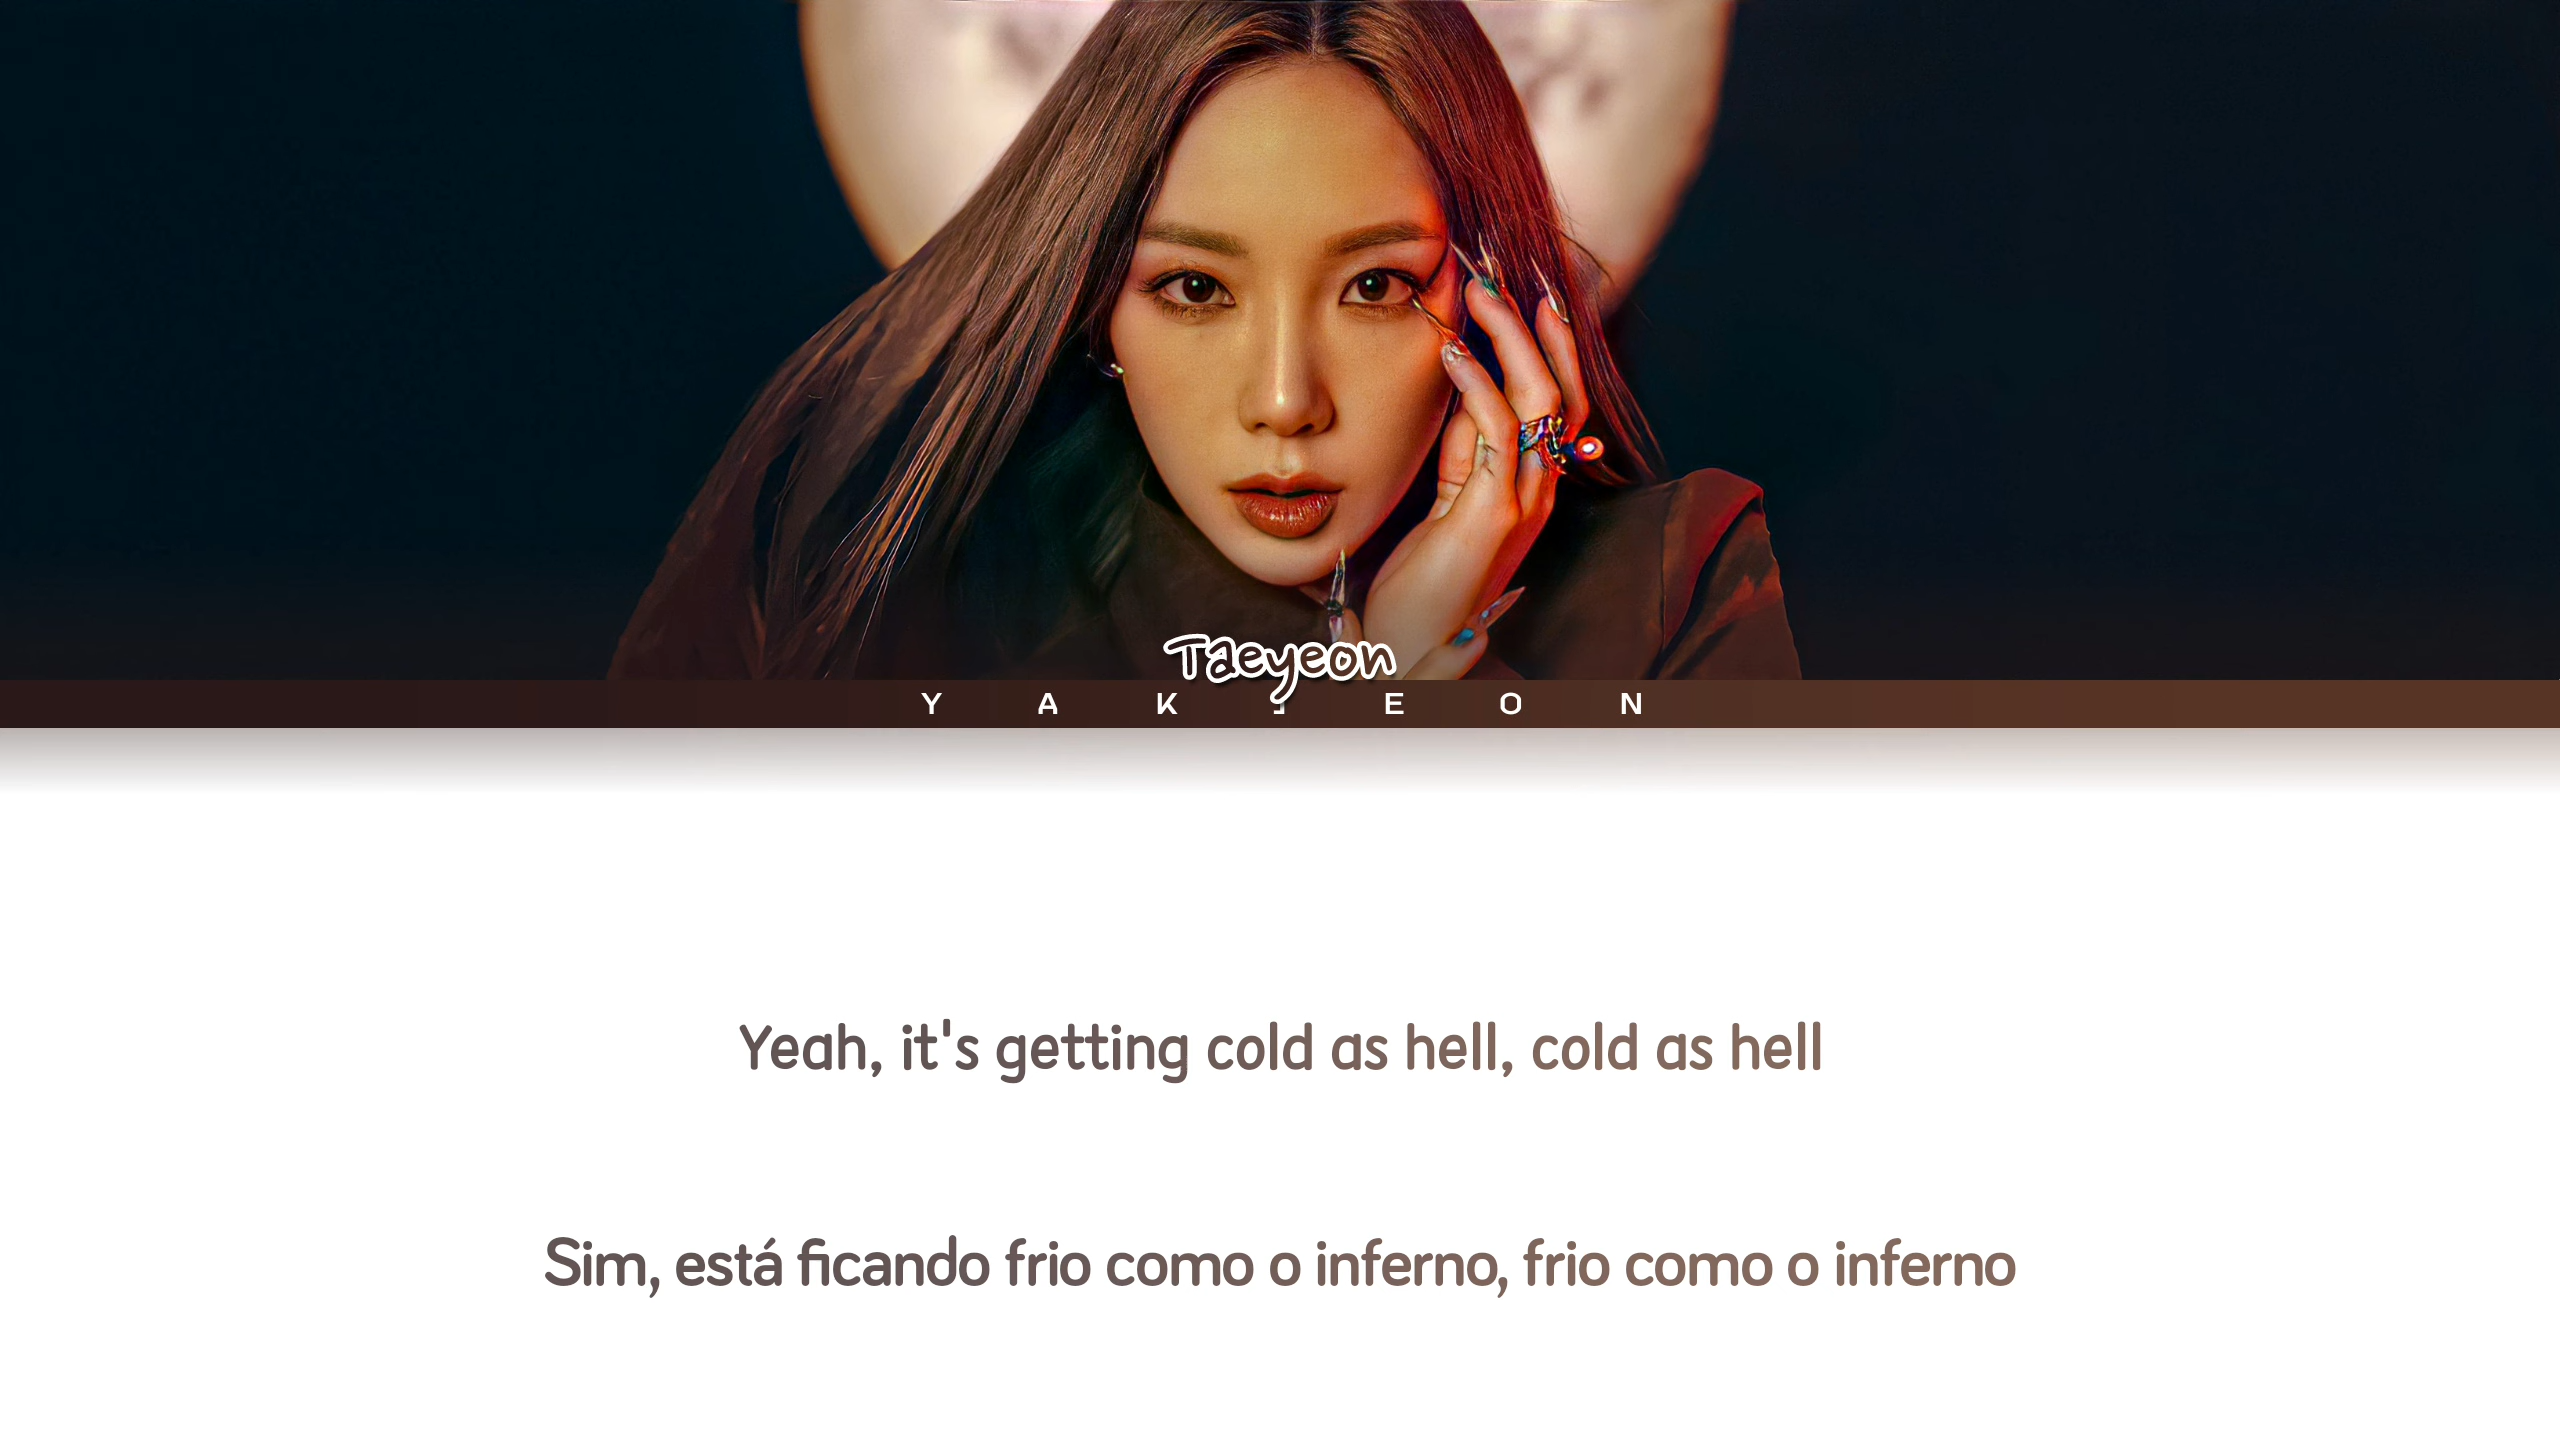 Taeyeon
Y A K J E O N
Yeah, it's getting cold as hell, cold as hell
Sim, está ficando frio como o inferno, frio como o inferno